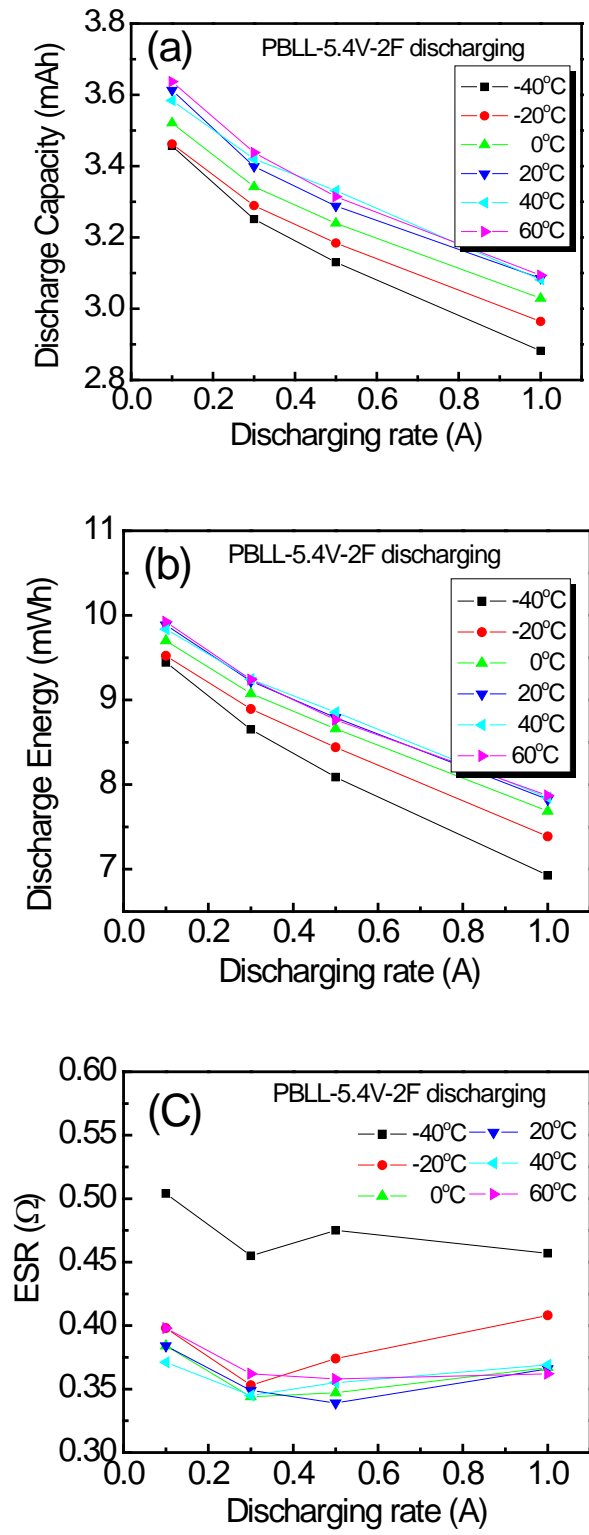 3.8
(a)
PBLL-5.4V-2F discharging
-40°C
-20°C
0°C
20°C
40°C
60°C
3.6
3.4
3.2
3.0
2.8
Discharge Capacity (mAh)
0.0 0.2 0.4 0.6 0.8 1.0
Discharging rate (A)
11
(b)
PBLL-5.4V-2F discharging
-40°C
-20°C
0°C
20°C
40°C
60°C
10
9
8
7
Discharge Energy (mWh)
0.0 0.2 0.4 0.6 0.8 1.0
Discharging rate (A)
0.60
(C)
PBLL-5.4V-2F discharging
-40°C 20°C
-20°C 40°C
0°C 60°C
0.55
0.50
0.45
0.40
0.35
0.30
ESR (Ω)
0.0 0.2 0.4 0.6 0.8 1.0
Discharging rate (A)